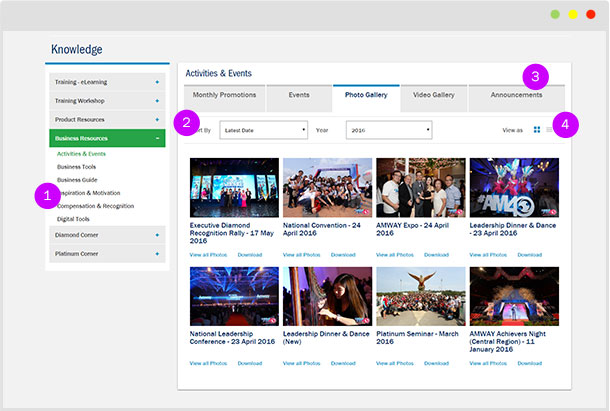 Knowledge
Training - eLearning +
Training Workshop +
Product Resources +
Business Resources –
Activities & Events
Business Tools
Business Guide
1
Inspiration & Motivation
Compensation & Recognition
Digital Tools
Diamond Corner +
Platinum Corner +
Activities & Events
3
Monthly Promotions Events Photo Gallery Video Gallery Announcements
2 By Latest Date Year 2016 View as 4
Executive Diamond
Recognition Rally - 17 May
2016
View all Photos Download
National Convention - 24
April 2016
View all Photos Download
AMWAY Expo - 24 April
2016
View all Photos Download
AM40
Leadership Dinner & Dance
- 23 April 2016
View all Photos Download
National Leadership
Conference - 23 April 2016
View all Photos Download
Leadership Dinner & Dance
(New)
View all Photos Download
Platinum Seminar - March
2016
View all Photos Download
AMWAY Achievers Night
(Central Region) - 11
January 2016
View all Photos Download